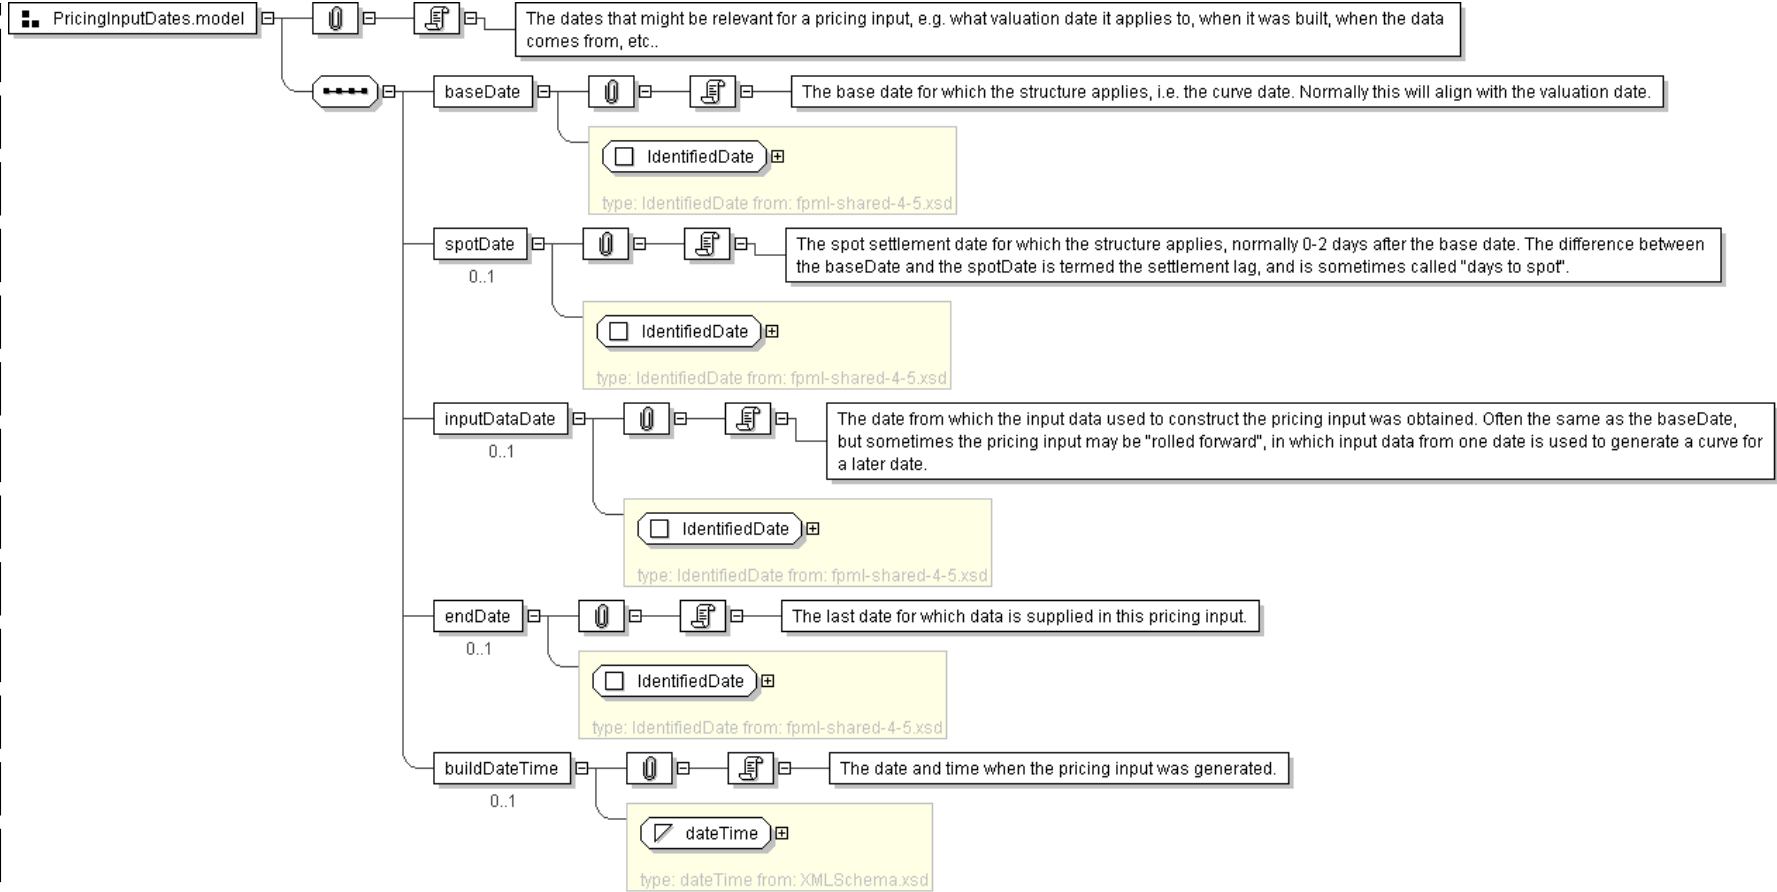 PricingInputDates.model
The dates that might be relevant for a pricing input, e.g. what valuation date it applies to, when it was built, when the data
comes from, etc..
baseDate
The base date for which the structure applies, i.e. the curve date. Normally this will align with the valuation date.
IdentifiedDate
type: IdentifiedDate from: fpml-shared-4-5.xsd
spotDate
0..1
The spot settlement date for which the structure applies, normally 0-2 days after the base date. The difference between
the baseDate and the spotDate is termed the settlement lag, and is sometimes called "days to spot".
IdentifiedDate
type: IdentifiedDate from: fpml-shared-4-5.xsd
inputDataDate
0..1
The date from which the input data used to construct the pricing input was obtained. Often the same as the baseDate,
but sometimes the pricing input may be "rolled forward", in which input data from one date is used to generate a curve for
a later date.
IdentifiedDate
type: IdentifiedDate from: fpml-shared-4-5.xsd
endDate
0..1
The last date for which data is supplied in this pricing input.
IdentifiedDate
type: IdentifiedDate from: fpml-shared-4-5.xsd
buildDateTime
0..1
The date and time when the pricing input was generated.
dateTime
type: dateTime from: XMLSchema.xsd